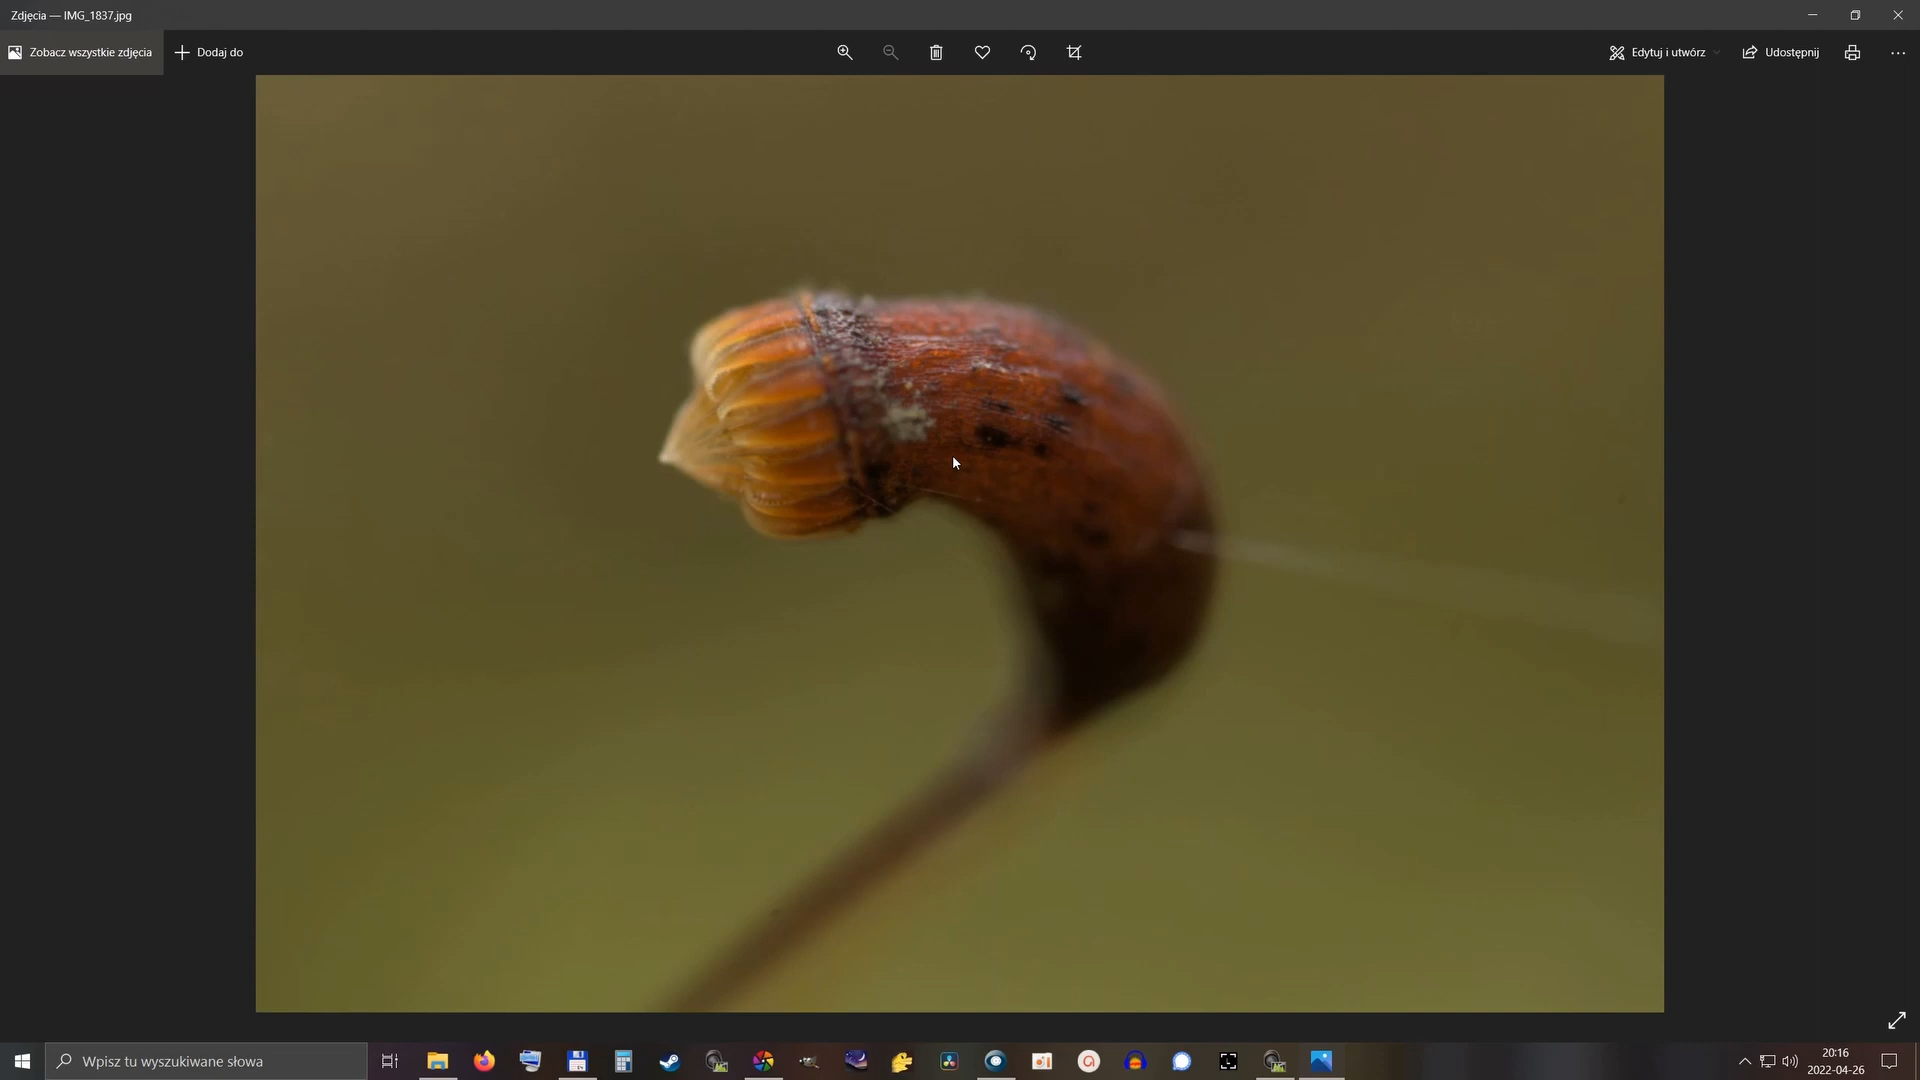 Zdjęcia — IMG_1837.jpg
Zobacz wszystkie zdjęcia
Dodaj do
Edytuj i utwórz
Udostępnij
Wpisz tu wyszukiwane słowa
20:16
2022-04-26